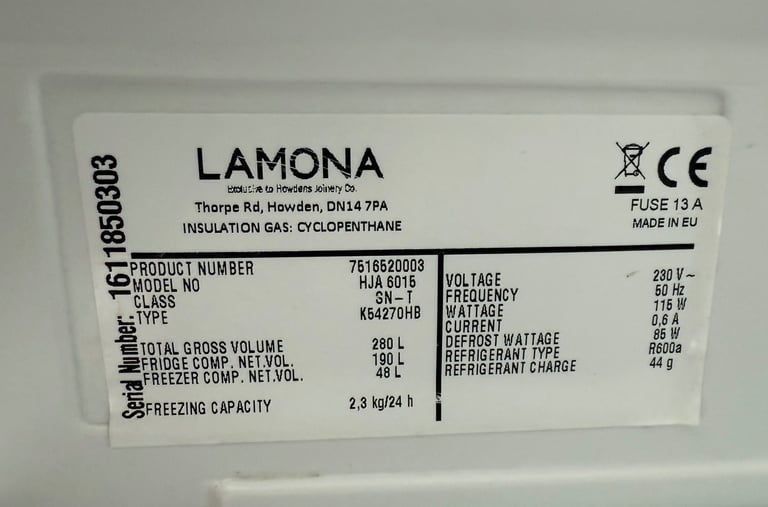 LAMONA
Exclusive to Howdens Joinery Co.
Thorpe Rd, Howden, DN14 7PA
INSULATION GAS: CYCLOPENTHANE
CE
FUSE 13 A
MADE IN EU
Serial Number: 1611850303
PRODUCT NUMBER 7516520003
MODEL NO HJA 6015
CLASS SN-T
TYPE K54270HB
TOTAL GROSS VOLUME 280 L
FRIDGE COMP. NET.VOL. 190 L
FREEZER COMP. NET.VOL. 48 L
FREEZING CAPACITY 2,3 kg/24 h
VOLTAGE 230 V~
FREQUENCY 50 Hz
WATTAGE 115 W
CURRENT 0,6 A
DEFROST WATTAGE 85 W
REFRIGERANT TYPE R600a
REFRIGERANT CHARGE 44 g